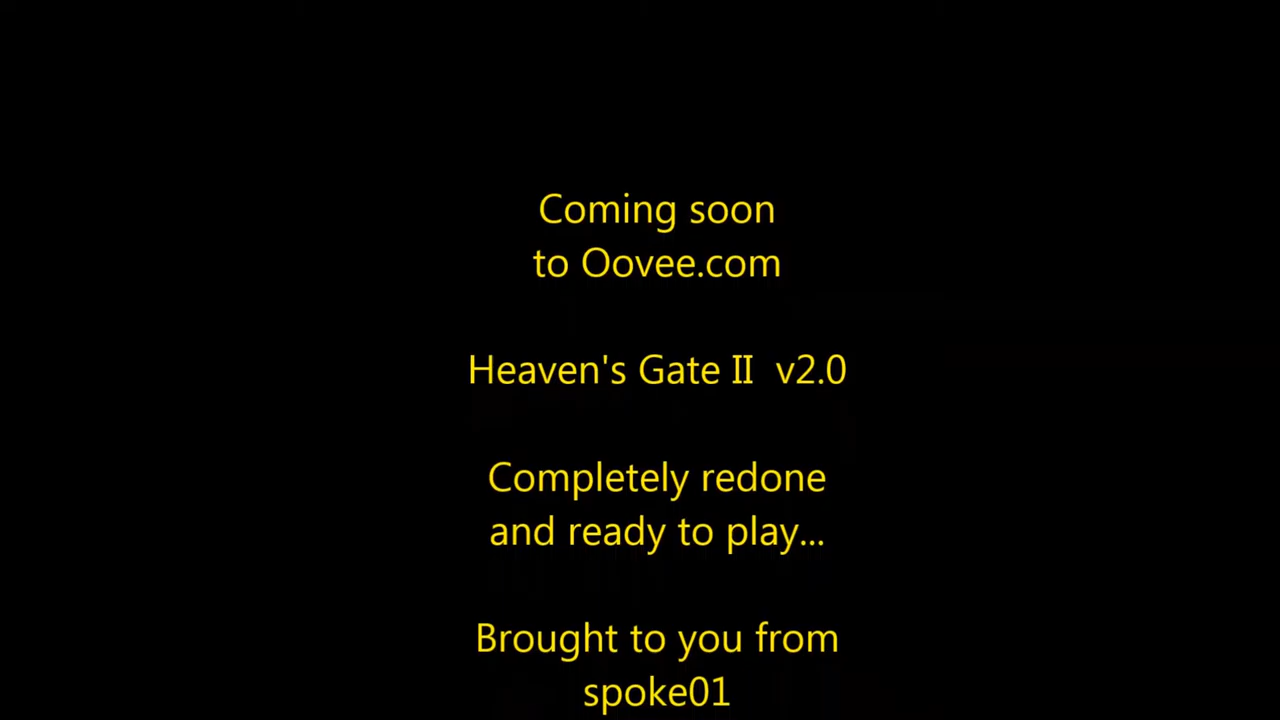 Coming soon
to Oovee.com
Heaven's Gate II  v2.0
Completely redone
and ready to play...
Brought to you from
spoke01